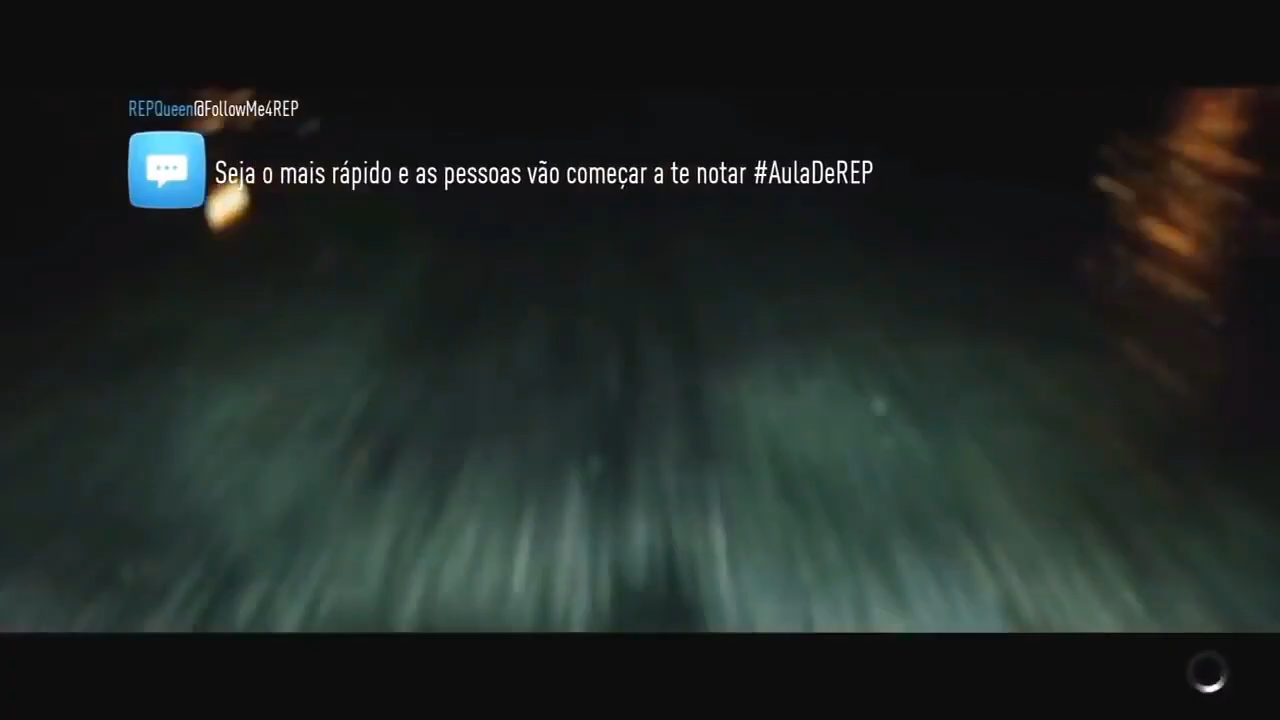 REPQueen@FollowMe4REP
Seja o mais rápido e as pessoas vão começar a te notar #AulaDeREP